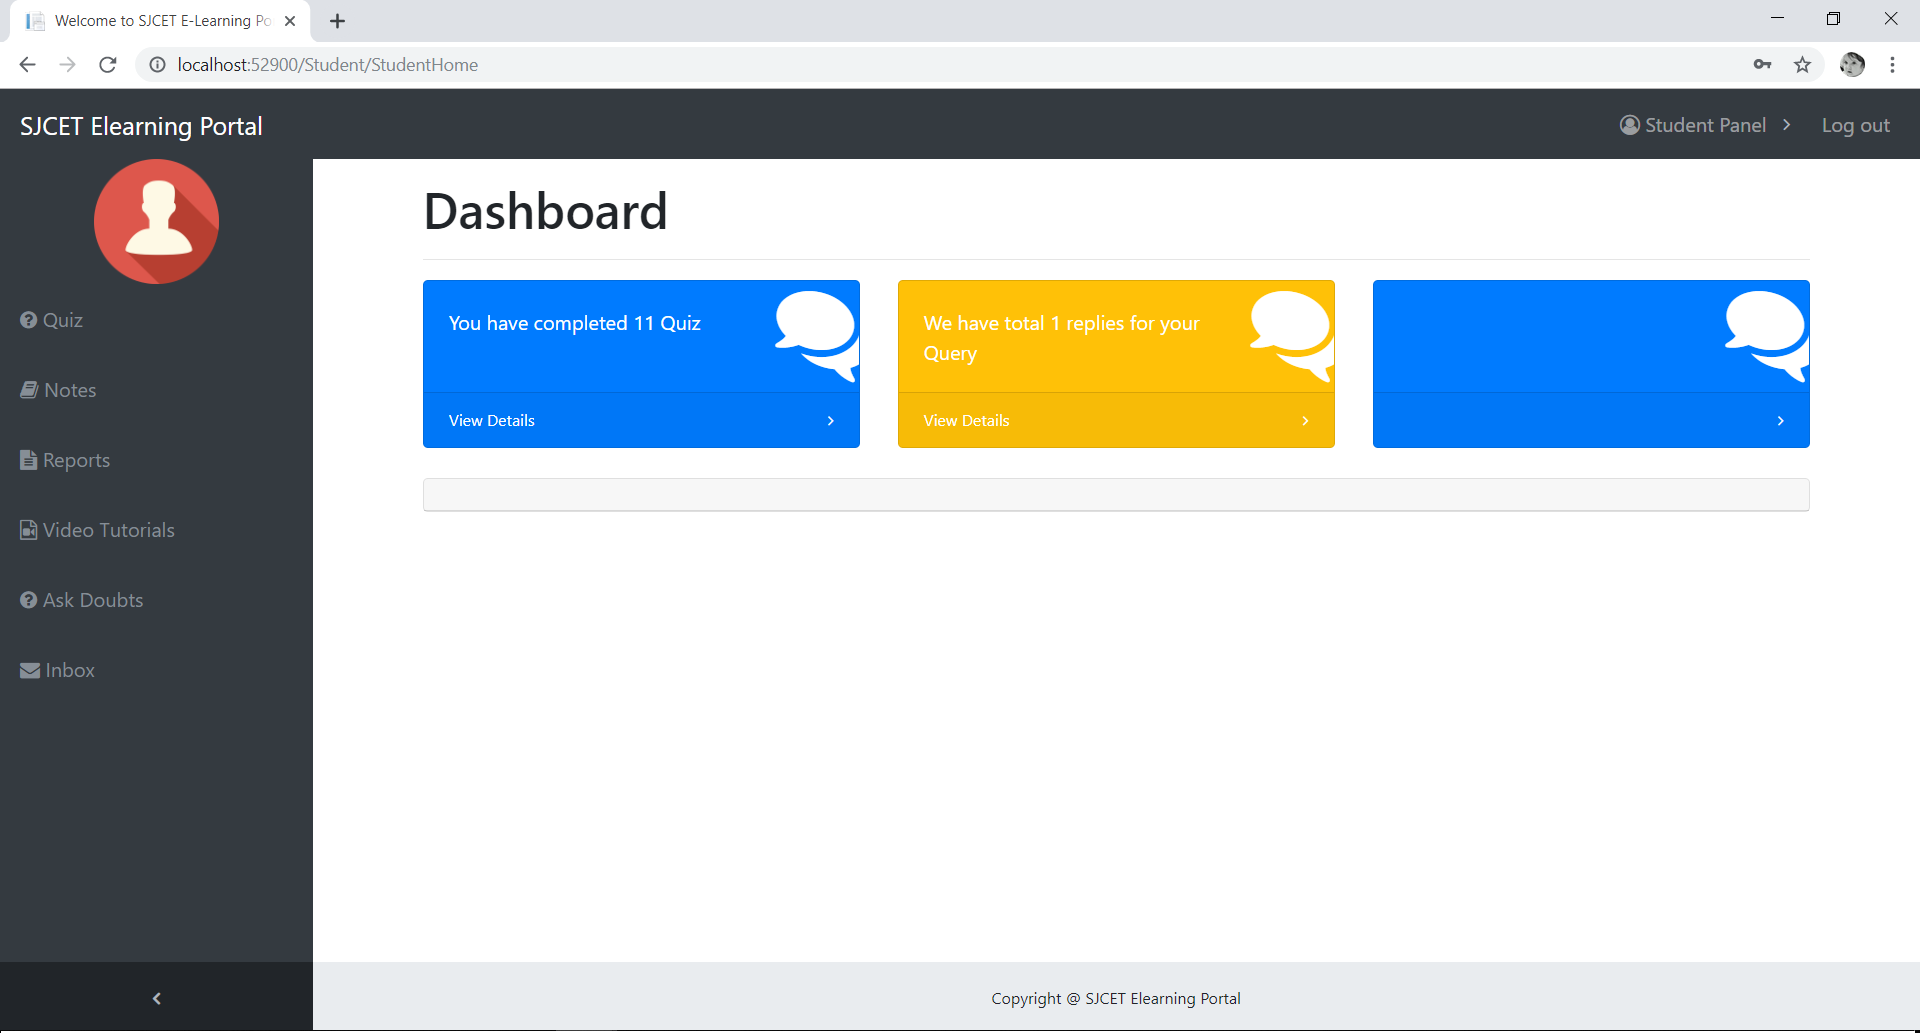 Welcome to SJCET E-Learning Po
localhost:52900/Student/StudentHome
SJCET Elearning Portal
Student Panel
Log out
Quiz
Notes
Reports
Video Tutorials
Ask Doubts
Inbox
Dashboard
You have completed 11 Quiz
View Details
We have total 1 replies for your
Query
View Details
Copyright @ SJCET Elearning Portal